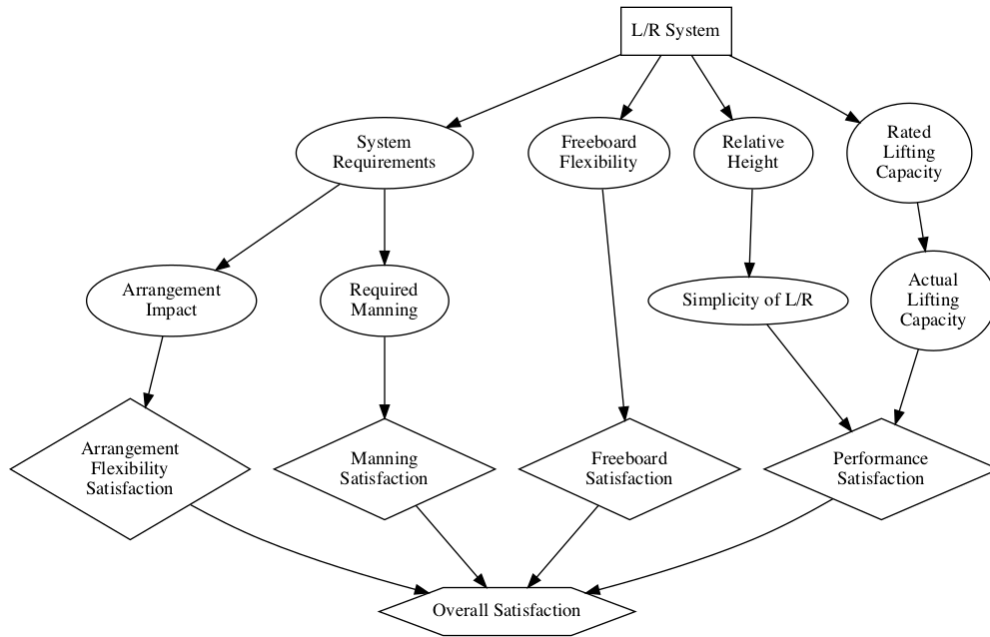 L/R System
System
Requirements
Freeboard
Flexibility
Relative
Height
Rated
Lifting
Capacity
Arrangement
Impact
Required
Manning
Simplicity of L/R
Actual
Lifting
Capacity
Arrangement
Flexibility
Satisfaction
Manning
Satisfaction
Freeboard
Satisfaction
Performance
Satisfaction
Overall Satisfaction